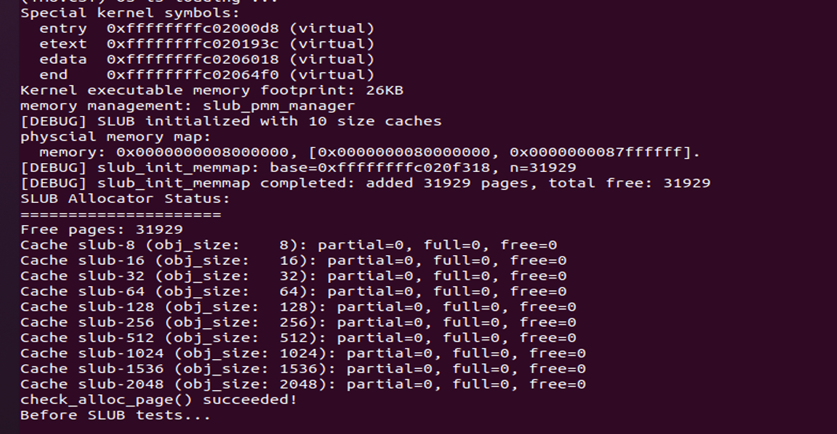 (THU.CST) os is loading ...
Special kernel symbols:
  entry  0xffffffffc02000d8 (virtual)
  etext  0xffffffffc020193c (virtual)
  edata  0xffffffffc0206018 (virtual)
  end    0xffffffffc02064f0 (virtual)
Kernel executable memory footprint: 26KB
memory management: slub_pmm_manager
[DEBUG] SLUB initialized with 10 size caches
physcial memory map:
  memory: 0x0000000008000000, [0x0000000080000000, 0x0000000087ffffff].
[DEBUG] slub_init_memmap: base=0xffffffffc020f318, n=31929
[DEBUG] slub_init_memmap completed: added 31929 pages, total free: 31929
SLUB Allocator Status:
=====================
Free pages: 31929
Cache slub-8 (obj_size:    8): partial=0, full=0, free=0
Cache slub-16 (obj_size:   16): partial=0, full=0, free=0
Cache slub-32 (obj_size:   32): partial=0, full=0, free=0
Cache slub-64 (obj_size:   64): partial=0, full=0, free=0
Cache slub-128 (obj_size:  128): partial=0, full=0, free=0
Cache slub-256 (obj_size:  256): partial=0, full=0, free=0
Cache slub-512 (obj_size:  512): partial=0, full=0, free=0
Cache slub-1024 (obj_size: 1024): partial=0, full=0, free=0
Cache slub-1536 (obj_size: 1536): partial=0, full=0, free=0
Cache slub-2048 (obj_size: 2048): partial=0, full=0, free=0
check_alloc_page() succeeded!
Before SLUB tests...